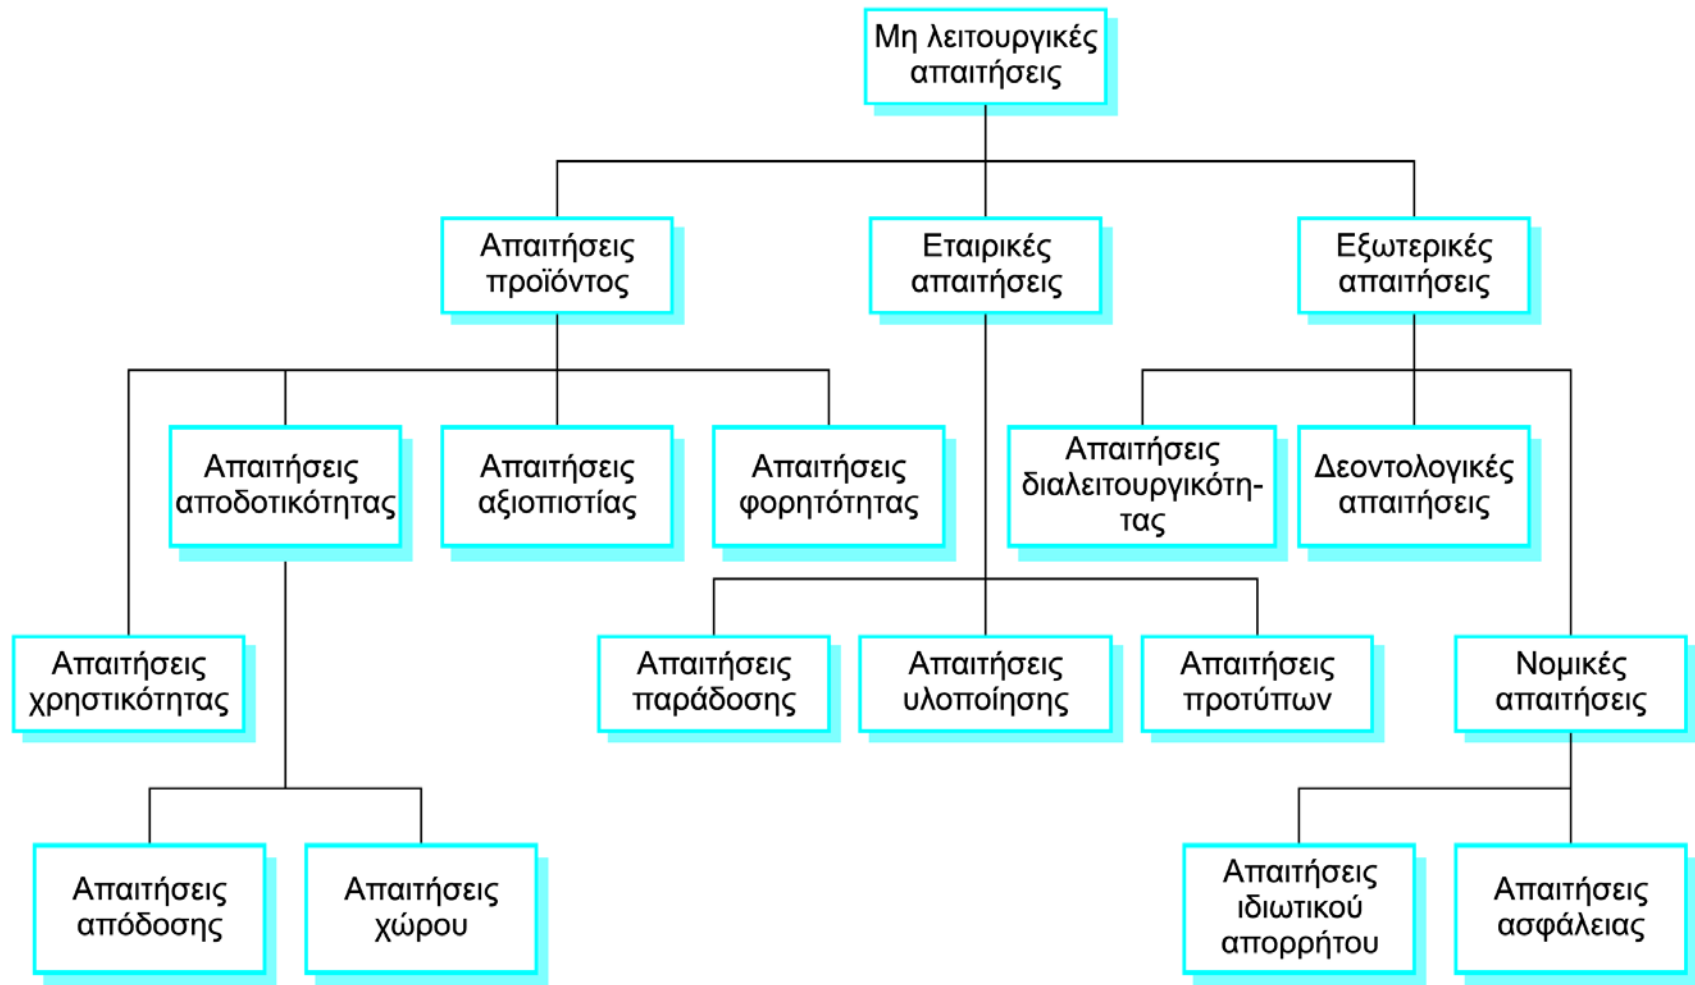 Μη λειτουργικές
απαιτήσεις
Απαιτήσεις
προϊόντος
Εταιρικές
απαιτήσεις
Εξωτερικές
απαιτήσεις
Απαιτήσεις
αποδοτικότητας
Απαιτήσεις
αξιοπιστίας
Απαιτήσεις
φορητότητας
Απαιτήσεις
διαλειτουργικότη-
τας
Δεοντολογικές
απαιτήσεις
Απαιτήσεις
χρηστικότητας
Απαιτήσεις
παράδοσης
Απαιτήσεις
υλοποίησης
Απαιτήσεις
προτύπων
Νομικές
απαιτήσεις
Απαιτήσεις
απόδοσης
Απαιτήσεις
χώρου
Απαιτήσεις
ιδιωτικού
απορρήτου
Απαιτήσεις
ασφάλειας